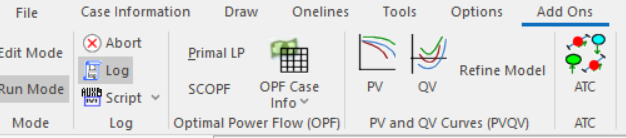 File Case Information Draw Onelines Tools Options Add Ons
Edit Mode Abort Primal LP
Log Refine Model
Run Mode AUXB Script SCOPF OPF Case Info PV QV ATC
Mode Log Optimal Power Flow (OPF) PV and QV Curves (PVQV) ATC